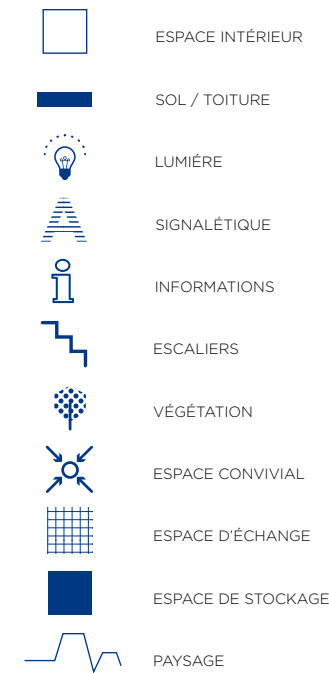 ESPACE INTÉRIEUR
SOL / TOITURE
LUMIÉRE
SIGNALÉTIQUE
INFORMATIONS
ESCALIERS
VÉGÉTATION
ESPACE CONVIVIAL
ESPACE D'ÉCHANGE
ESPACE DE STOCKAGE
PAYSAGE